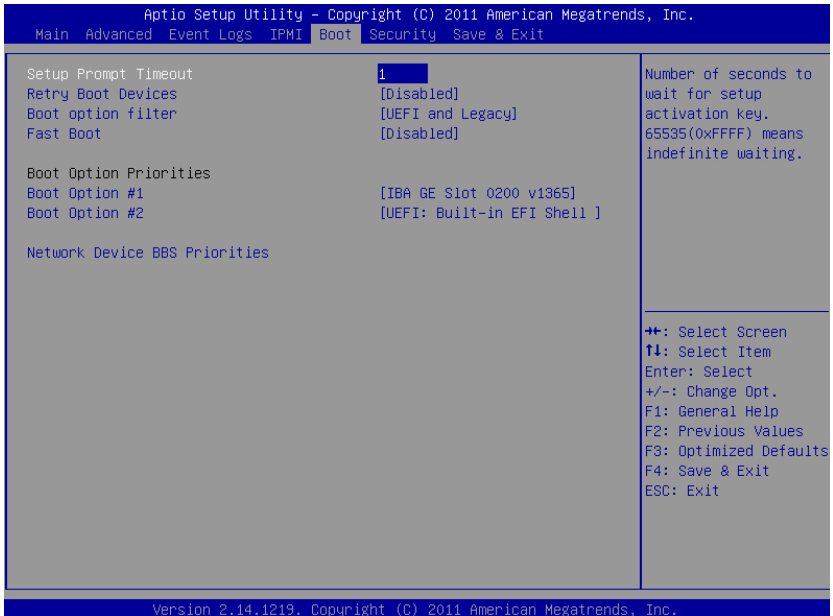 Aptio Setup Utility – Copyright (C) 2011 American Megatrends, Inc.
Main Advanced Event Logs IPMI Boot Security Save & Exit
Setup Prompt Timeout 1
Retry Boot Devices [Disabled]
Boot option filter [UEFI and Legacy]
Fast Boot [Disabled]
Boot Option Priorities
Boot Option #1 [IBA GE Slot 0200 v1365]
Boot Option #2 [UEFI: Built-in EFI Shell ]
Network Device BBS Priorities
Number of seconds to
wait for setup
activation key.
65535(0xFFFF) means
indefinite waiting.
→←: Select Screen
↑↓: Select Item
Enter: Select
+/-: Change Opt.
F1: General Help
F2: Previous Values
F3: Optimized Defaults
F4: Save & Exit
ESC: Exit
Version 2.14.1219. Copyright (C) 2011 American Megatrends, Inc.